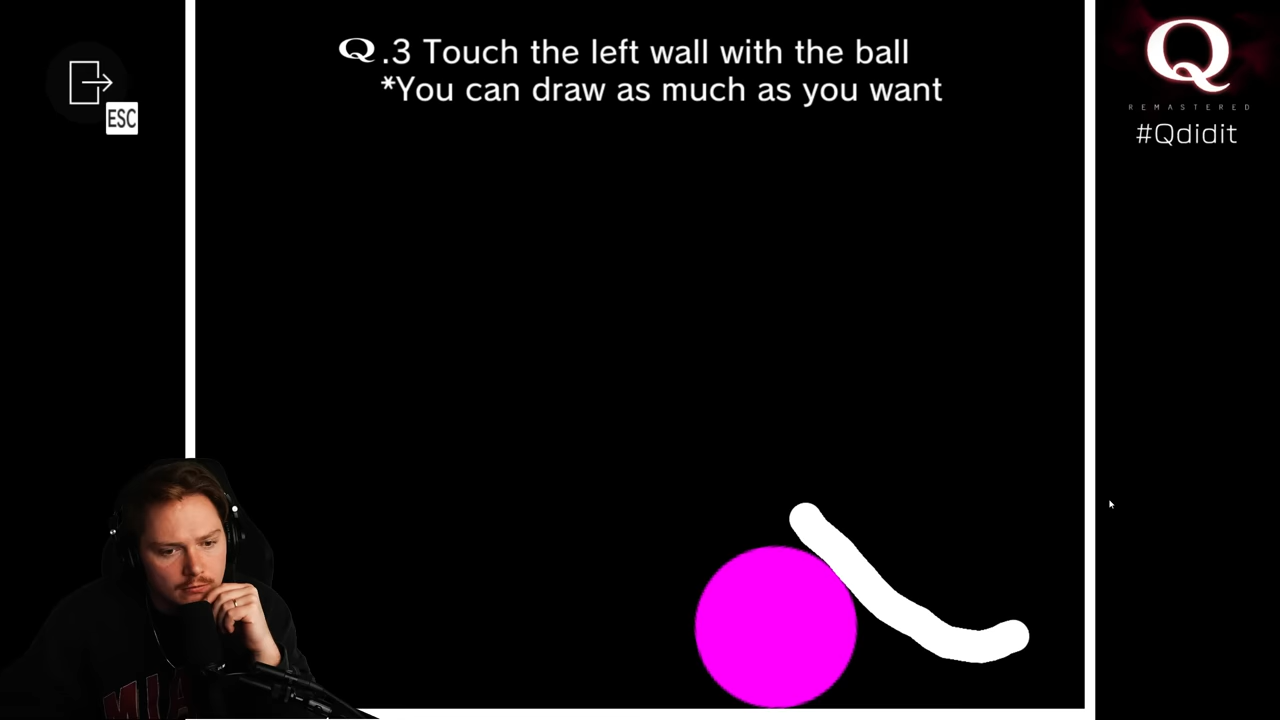 Q.3 Touch the left wall with the ball
*You can draw as much as you want
ESC
Q
REMASTERED
#Qdidit
MIA